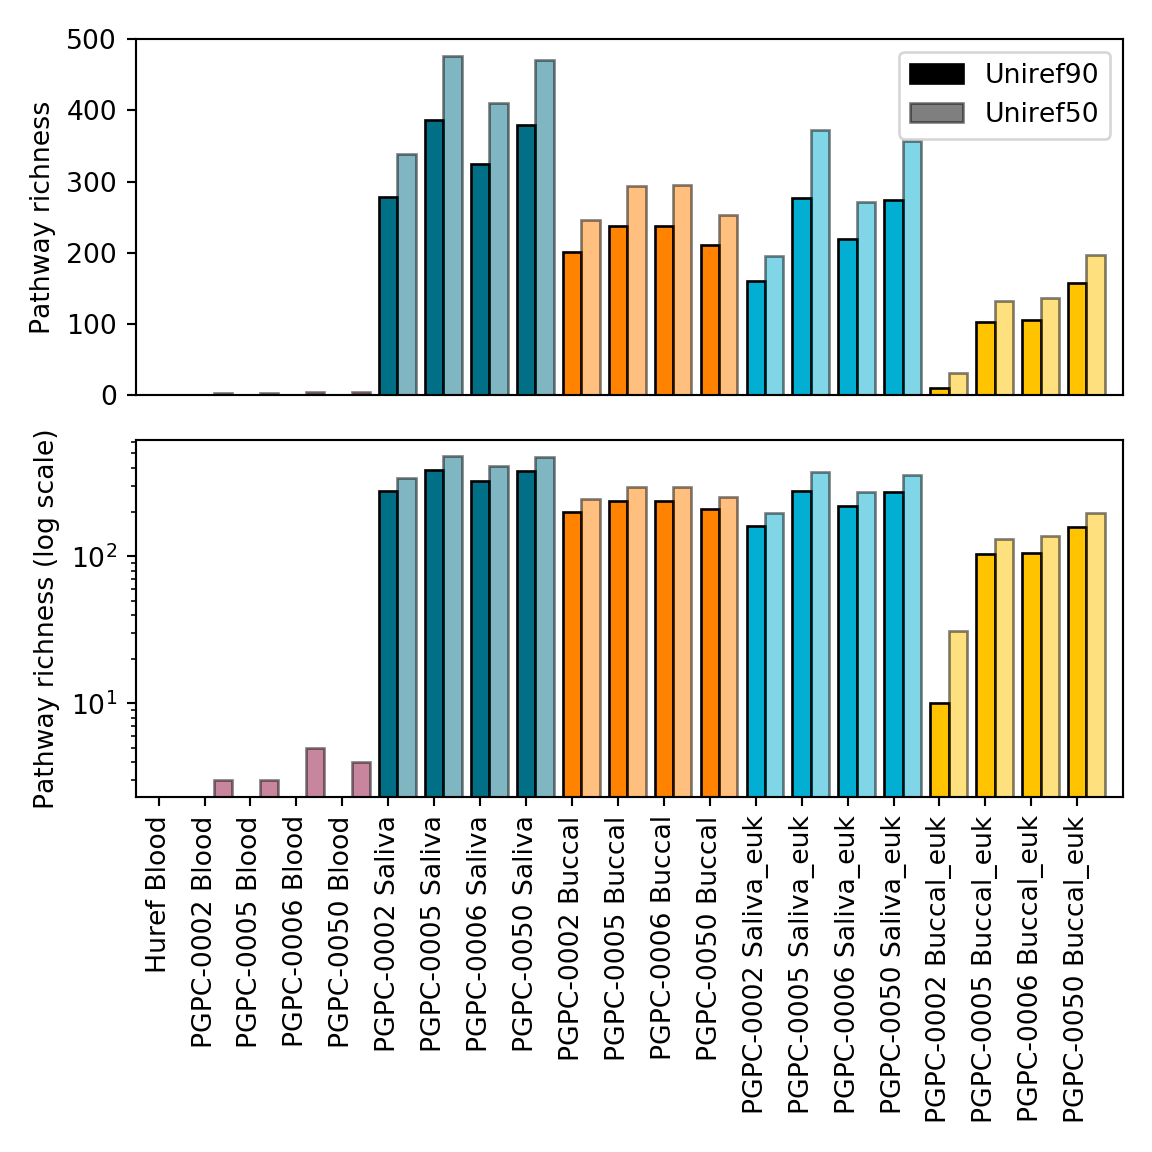 500
400
300
200
100
0
Pathway richness
Uniref90
Uniref50
10²
10¹
Pathway richness (log scale)
Huref Blood
PGPC-0002 Blood
PGPC-0005 Blood
PGPC-0006 Blood
PGPC-0050 Blood
PGPC-0002 Saliva
PGPC-0005 Saliva
PGPC-0006 Saliva
PGPC-0050 Saliva
PGPC-0002 Buccal
PGPC-0005 Buccal
PGPC-0006 Buccal
PGPC-0050 Buccal
PGPC-0002 Saliva_euk
PGPC-0005 Saliva_euk
PGPC-0006 Saliva_euk
PGPC-0050 Saliva_euk
PGPC-0002 Buccal_euk
PGPC-0005 Buccal_euk
PGPC-0006 Buccal_euk
PGPC-0050 Buccal_euk